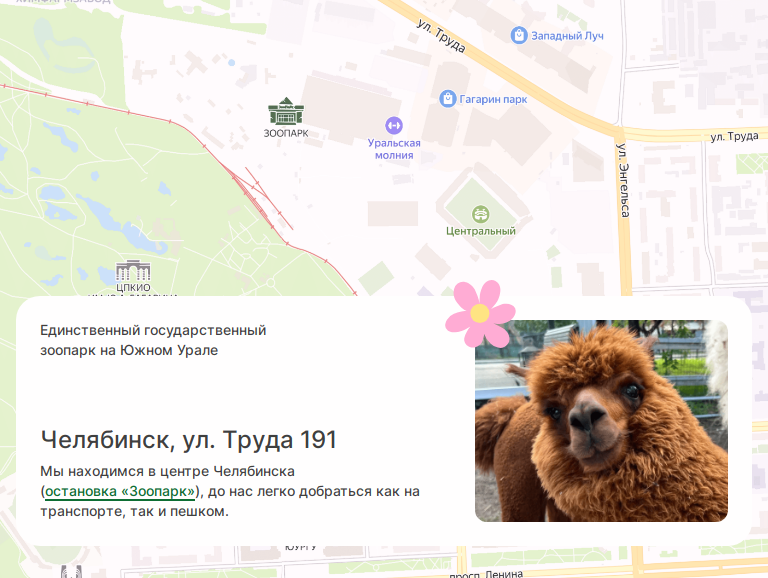 ул. Труда
Западный Луч
Гагарин парк
ЗООПАРК
Уральская
молния
ул. Труда
ул. Энгельса
Центральный
ЦПКИО
Единственный государственный
зоопарк на Южном Урале
Челябинск, ул. Труда 191
Мы находимся в центре Челябинска
(остановка «Зоопарк»), до нас легко добраться как на
транспорте, так и пешком.
ЮУРГУ
просп. Ленина